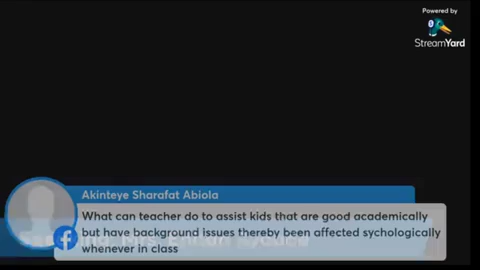 Powered by
StreamYard
Akinteye Sharafat Abiola
What can teacher do to assist kids that are good academically
but have background issues thereby been affected sychologically
whenever in class